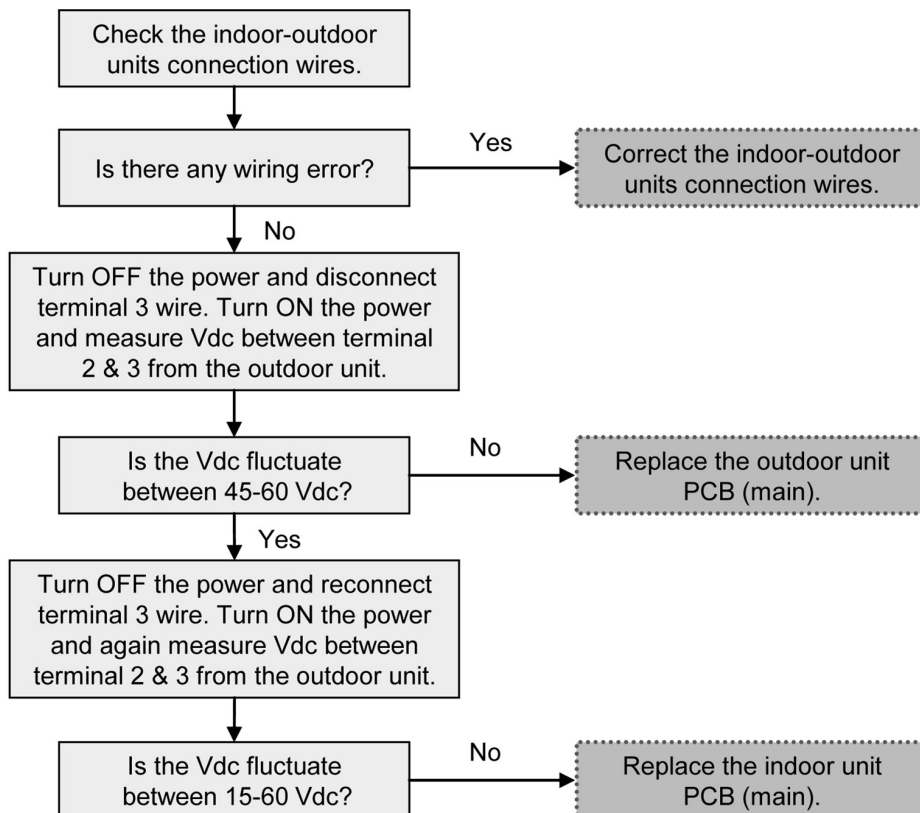 Check the indoor-outdoor
units connection wires.
Is there any wiring error?
Yes
Correct the indoor-outdoor
units connection wires.
No
Turn OFF the power and disconnect
terminal 3 wire. Turn ON the power
and measure Vdc between terminal
2 & 3 from the outdoor unit.
Is the Vdc fluctuate
between 45-60 Vdc?
No
Replace the outdoor unit
PCB (main).
Yes
Turn OFF the power and reconnect
terminal 3 wire. Turn ON the power
and again measure Vdc between
terminal 2 & 3 from the outdoor unit.
Is the Vdc fluctuate
between 15-60 Vdc?
No
Replace the indoor unit
PCB (main).